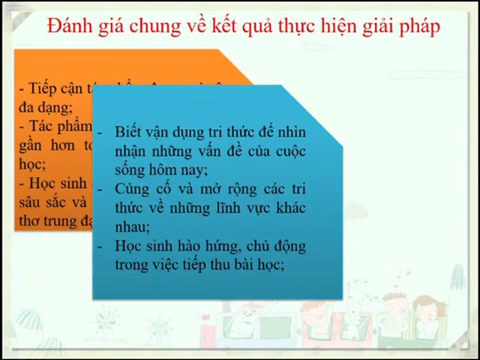 Đánh giá chung về kết quả thực hiện giải pháp
- Tiếp cận
đa dạng;
- Tác phẩm
gần hơn
học;
- Học sinh
sâu sắc và
thơ trung
- Biết vận dụng tri thức để nhìn
nhận những vấn đề của cuộc
sống hôm nay;
- Củng cố và mở rộng các tri
thức về những lĩnh vực khác
nhau;
- Học sinh hào hứng, chủ động
trong việc tiếp thu bài học;